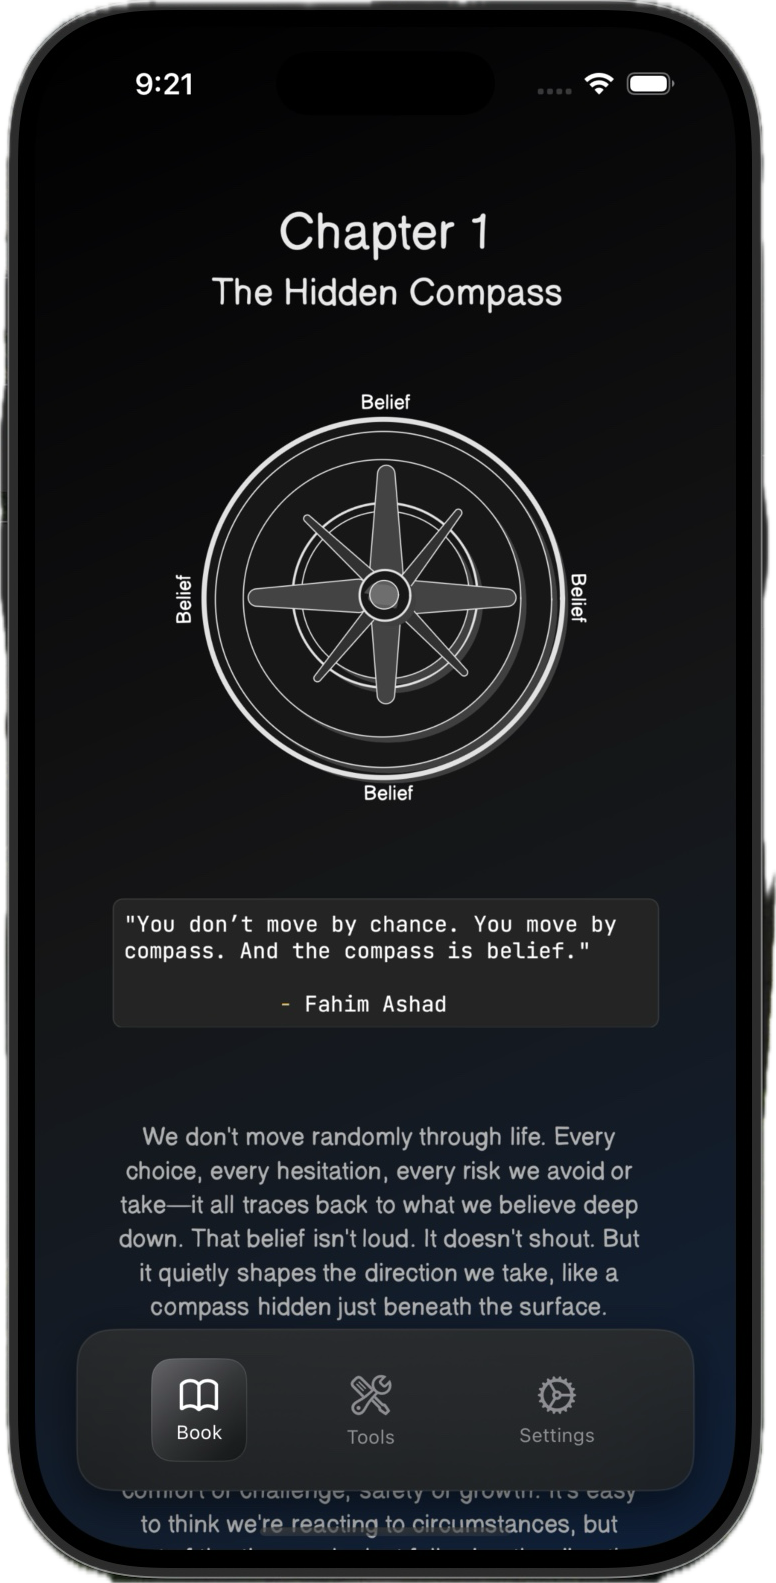 9:21
Chapter 1
The Hidden Compass
Belief
Belief
Belief
Belief
"You don’t move by chance. You move by
compass. And the compass is belief."
- Fahim Ashad
We don't move randomly through life. Every
choice, every hesitation, every risk we avoid or
take—it all traces back to what we believe deep
down. That belief isn't loud. It doesn't shout. But
it quietly shapes the direction we take, like a
compass hidden just beneath the surface.
Book
Tools
Settings
comfort or challenge, safety or growth. It's easy
to think we're reacting to circumstances, but